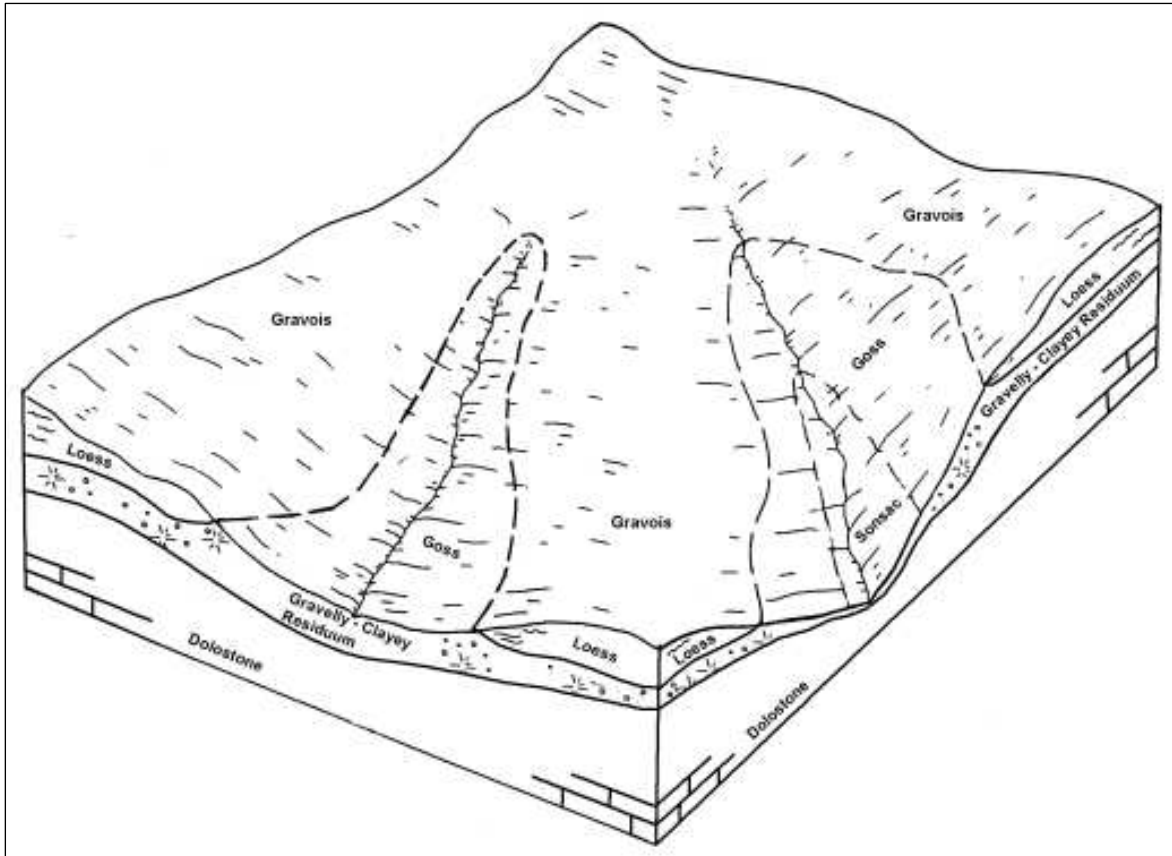 Gravois
Loess
Gravelly - Clayey Residuum
Goss
Gravois
Loess
Gravois
Sonsac
Goss
Gravelly - Clayey
Residuum
Loess
Loess
Dolostone
Dolostone